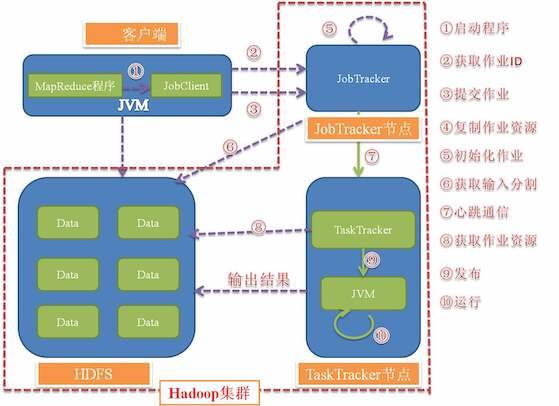 客户端
⑤
①启动程序
②
②获取作业ID
①
MapReduce程序
JobClient
JobTracker
③提交作业
JVM
③
JobTracker节点
④复制作业资源
⑥
⑦
⑤初始化作业
⑥获取输入分割
⑦心跳通信
Data
Data
TaskTracker
⑧
⑧获取作业资源
⑨
Data
Data
输出结果
JVM
⑨发布
⑩运行
Data
Data
⑩
HDFS
TaskTracker节点
Hadoop集群